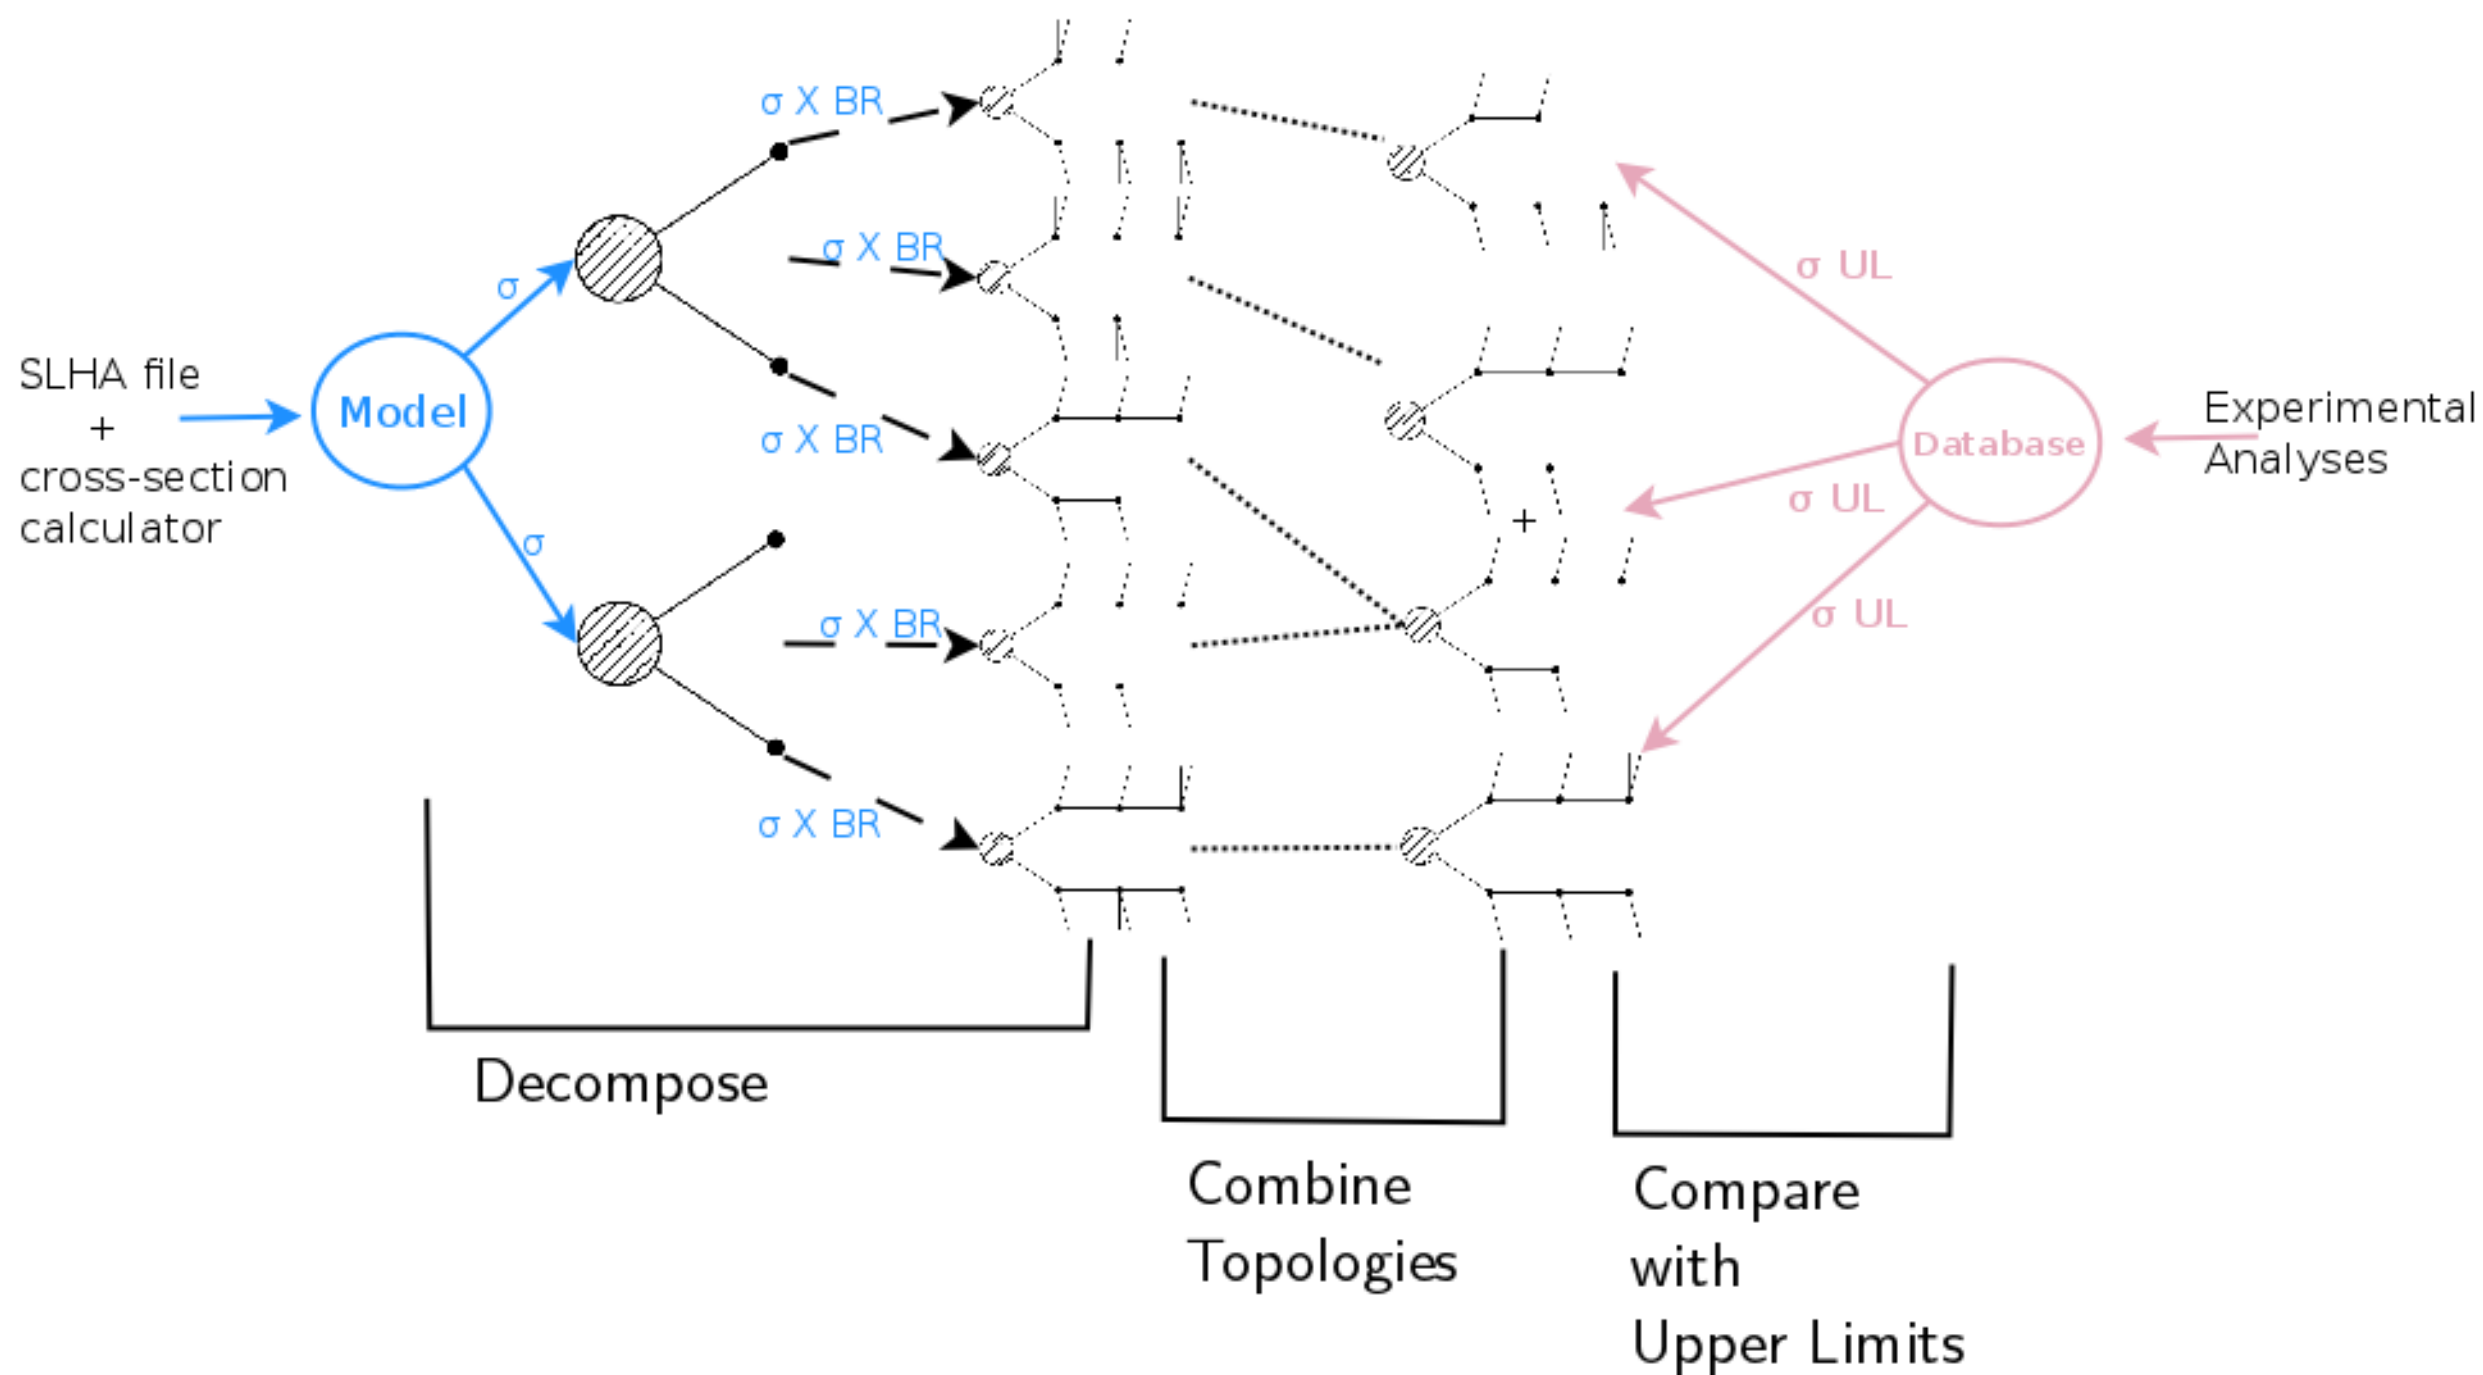 SLHA file
+
cross-section
calculator
Model
σ
σ
σ X BR
σ X BR
σ X BR
σ X BR
σ X BR
+
σ UL
σ UL
σ UL
Database
Experimental
Analyses
Decompose
Combine
Topologies
Compare
with
Upper Limits